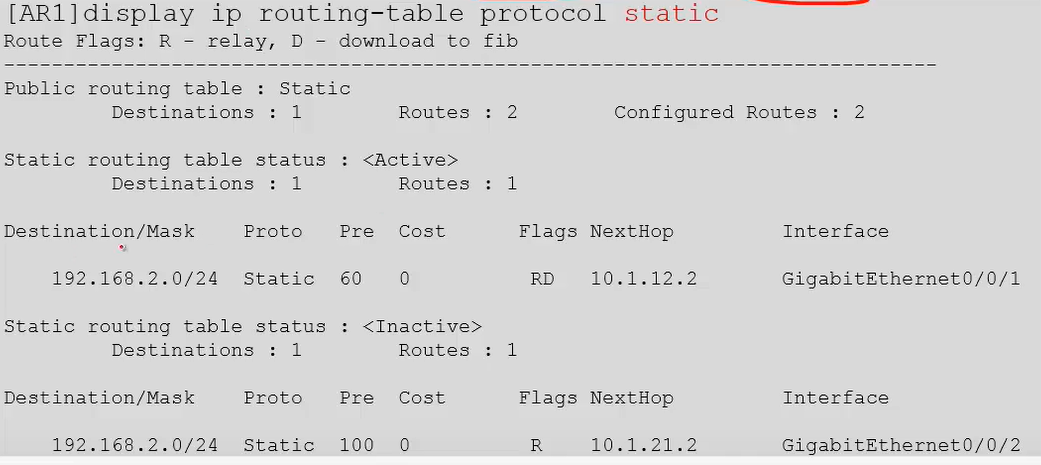 [AR1]display ip routing-table protocol static
Route Flags: R - relay, D - download to fib
------------------------------------------------------------------------------
Public routing table : Static
         Destinations : 1        Routes : 2        Configured Routes : 2
Static routing table status : <Active>
         Destinations : 1        Routes : 1
Destination/Mask    Proto   Pre  Cost      Flags NextHop         Interface
    192.168.2.0/24  Static  60   0          RD   10.1.12.2       GigabitEthernet0/0/1
Static routing table status : <Inactive>
         Destinations : 1        Routes : 1
Destination/Mask    Proto   Pre  Cost      Flags NextHop         Interface
    192.168.2.0/24  Static  100  0          R    10.1.21.2       GigabitEthernet0/0/2